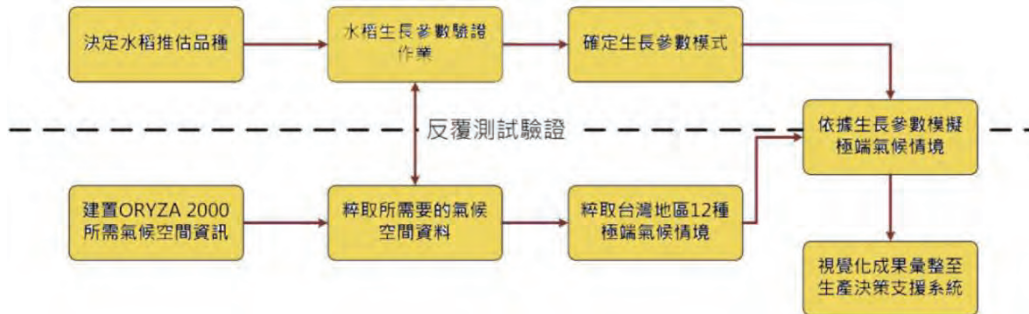 決定水稻推估品種
水稻生長參數驗證
作業
確定生長參數模式
反覆測試驗證
依據生長參數模擬
極端氣候情境
建置ORYZA 2000
所需氣候空間資訊
粹取所需要的氣候
空間資料
粹取台灣地區12種
極端氣候情境
視覺化成果彙整至
生產決策支援系統